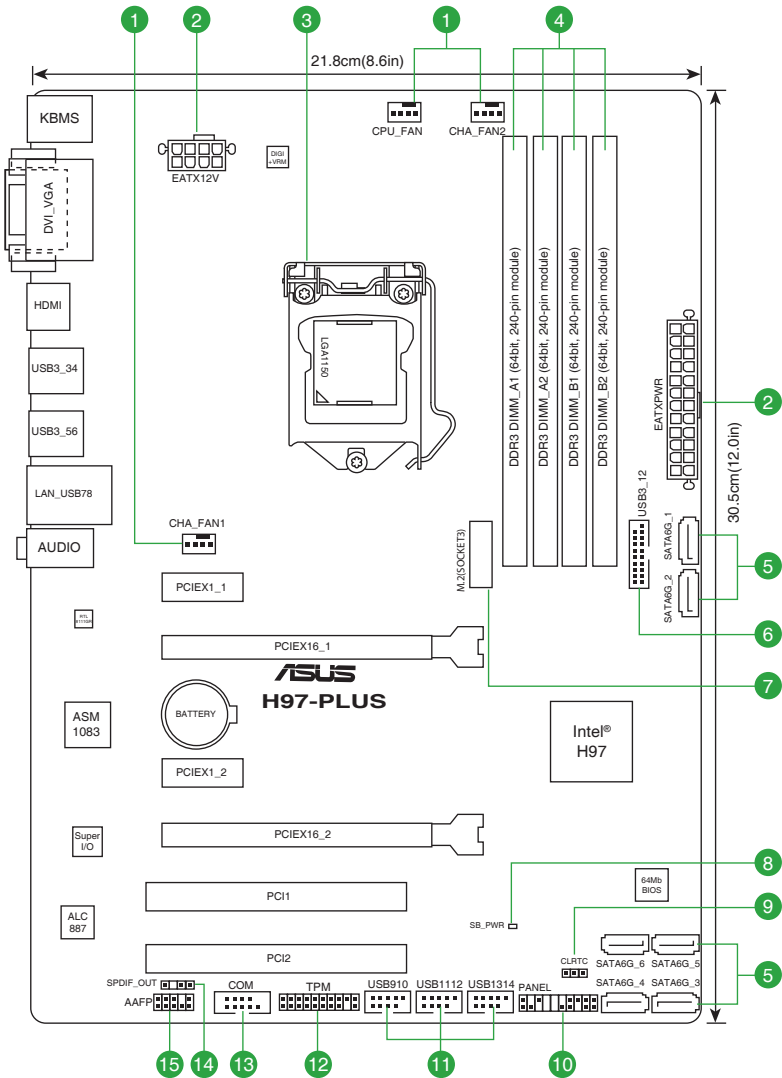 1
2
3
1
4
21.8cm(8.6in)
KBMS
CPU_FAN
CHA_FAN2
DIGI
+VRM
EATX12V
DVI_VGA
HDMI
LGA1150
DDR3 DIMM_A1 (64bit, 240-pin module)
DDR3 DIMM_A2 (64bit, 240-pin module)
DDR3 DIMM_B1 (64bit, 240-pin module)
DDR3 DIMM_B2 (64bit, 240-pin module)
EATXPWR
2
USB3_34
USB3_56
30.5cm(12.0in)
LAN_USB78
USB3_12
CHA_FAN1
1
AUDIO
SATA6G_1
5
M.2(SOCKET3)
PCIEX1_1
SATA6G_2
RTL
8111GR
6
PCIEX16_1
7
ASUS
H97-PLUS
ASM
1083
BATTERY
Intel®
H97
PCIEX1_2
Super
I/O
PCIEX16_2
8
64Mb
BIOS
PCI1
9
ALC
887
SB_PWR
PCI2
CLRTC
SATA6G_6
SATA6G_5
5
SPDIF_OUT
AAFP
COM
TPM
USB910
USB1112
USB1314
PANEL
SATA6G_4
SATA6G_3
15
14
13
12
11
10